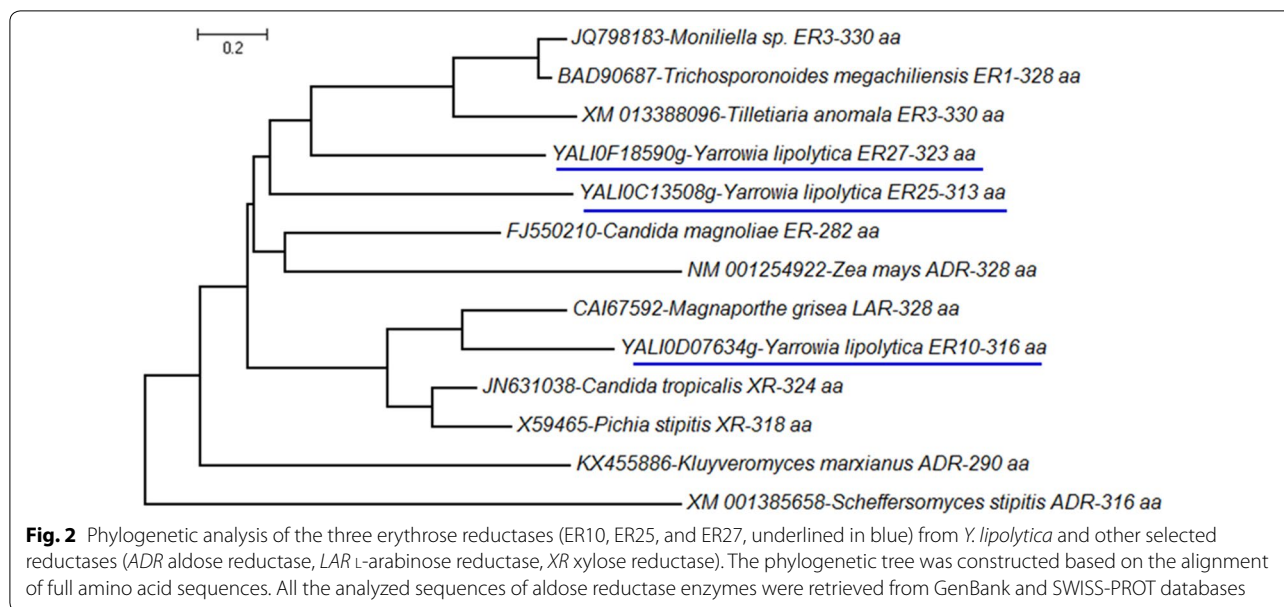 0.2
JQ798183-Moniliella sp. ER3-330 aa
BAD90687-Trichosporonoides megachiliensis ER1-328 aa
XM 013388096-Tilletiaria anomala ER3-330 aa
YALI0F18590g-Yarrowia lipolytica ER27-323 aa
YALI0C13508g-Yarrowia lipolytica ER25-313 aa
FJ550210-Candida magnoliae ER-282 aa
NM 001254922-Zea mays ADR-328 aa
CAI67592-Magnaporthe grisea LAR-328 aa
YALI0D07634g-Yarrowia lipolytica ER10-316 aa
JN631038-Candida tropicalis XR-324 aa
X59465-Pichia stipitis XR-318 aa
KX455886-Kluyveromyces marxianus ADR-290 aa
XM 001385658-Scheffersomyces stipitis ADR-316 aa
Fig. 2 Phylogenetic analysis of the three erythrose reductases (ER10, ER25, and ER27, underlined in blue) from Y. lipolytica and other selected
reductases (ADR aldose reductase, LAR L-arabinose reductase, XR xylose reductase). The phylogenetic tree was constructed based on the alignment
of full amino acid sequences. All the analyzed sequences of aldose reductase enzymes were retrieved from GenBank and SWISS-PROT databases